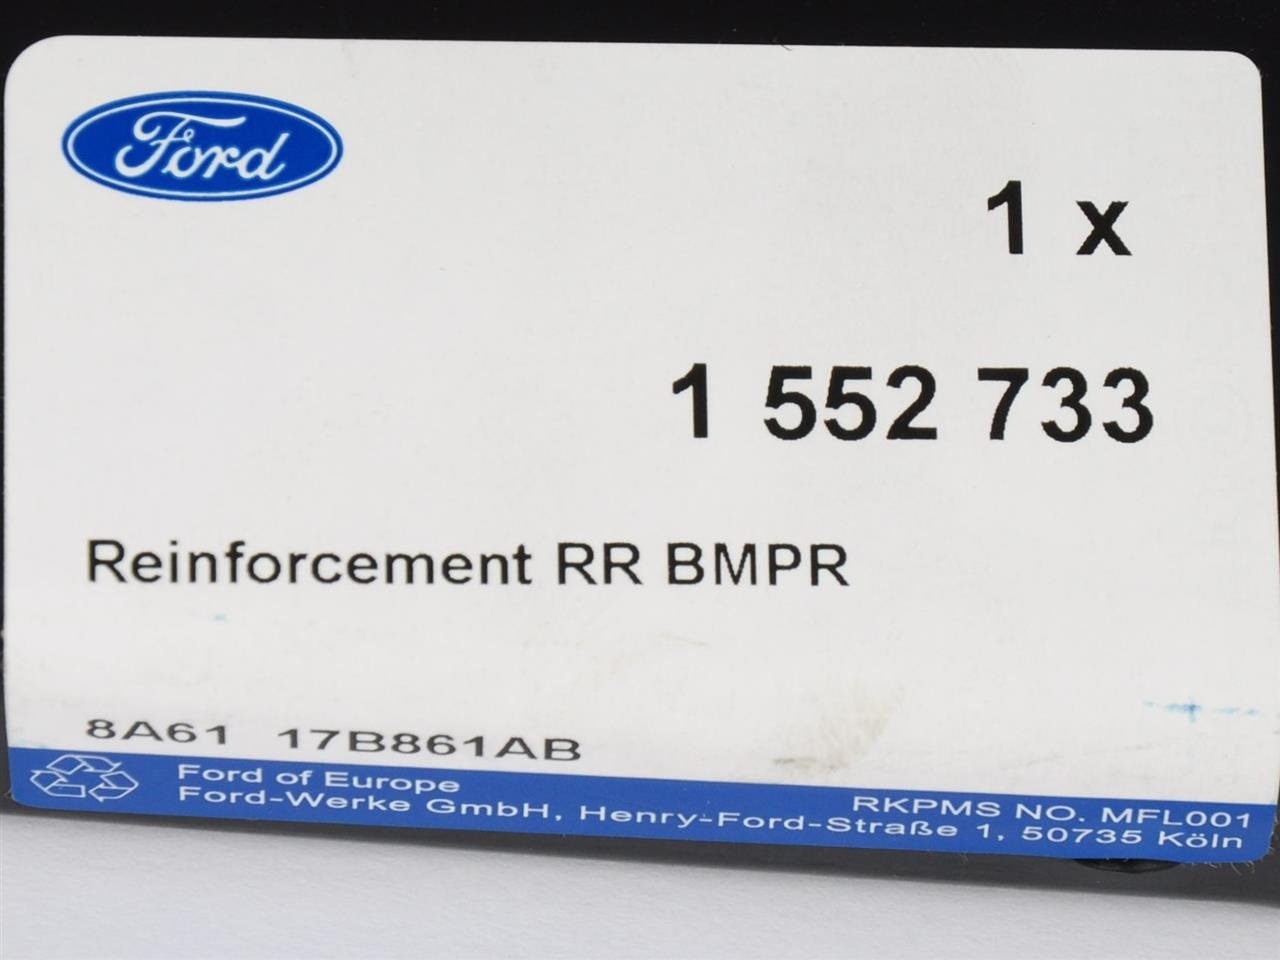 Ford
1 x
1 552 733
Reinforcement RR BMPR
8A61 17B861AB
Ford of Europe
RKPMS NO. MFL001
Ford-Werke GmbH, Henry-Ford-Straße 1, 50735 Köln